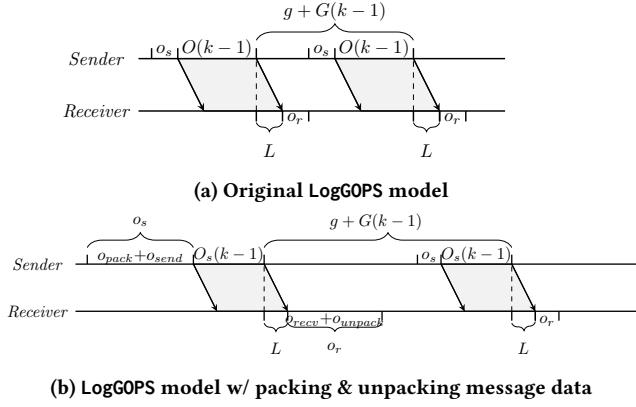 g + G(k − 1)
o_s O(k − 1) o_s O(k − 1)
Sender
Receiver
o_r o_r
L L
(a) Original LogGOPS model
o_s g + G(k − 1)
o_pack+o_send O_s(k − 1) o_s O_s(k − 1)
Sender
Receiver
o_recv+o_unpack o_r
L o_r L
(b) LogGOPS model w/ packing & unpacking message data